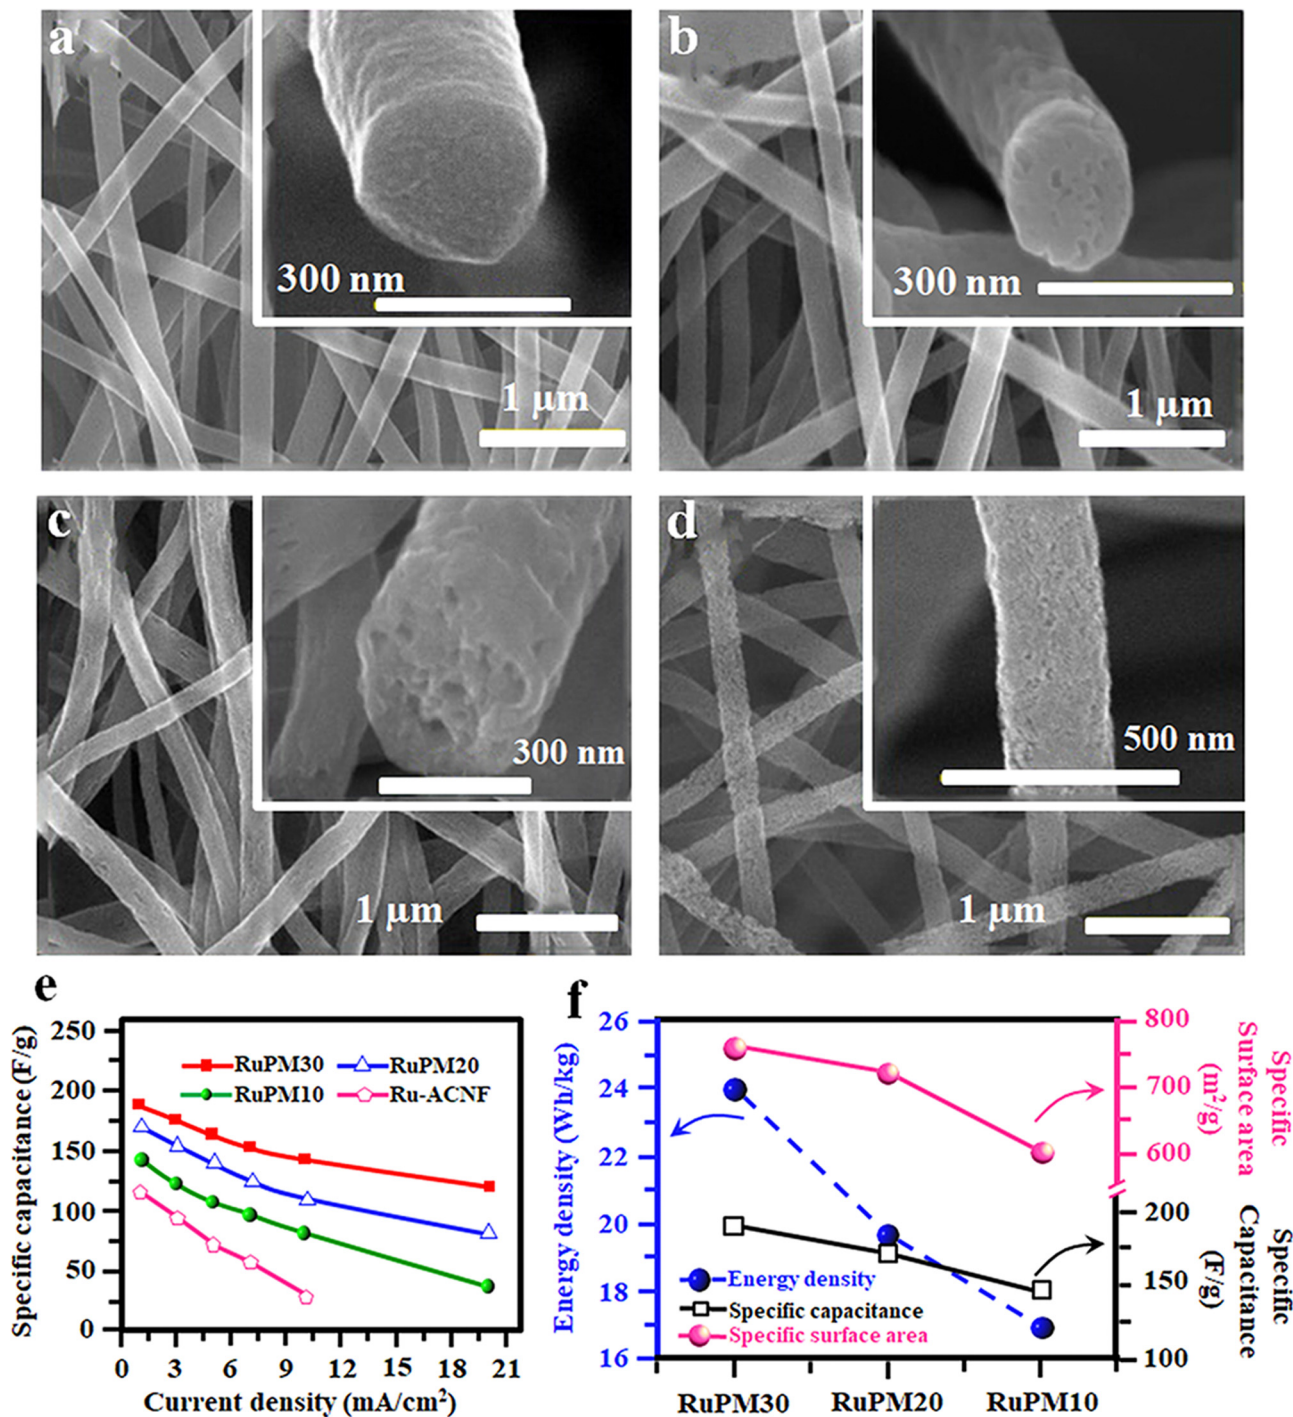 a
300 nm
1 μm
b
300 nm
1 μm
c
300 nm
1 μm
d
500 nm
1 μm
e
Specific capacitance (F/g)
250
200
150
100
50
0
RuPM30
RuPM20
RuPM10
Ru-ACNF
0 3 6 9 12 15 18 21
Current density (mA/cm²)
f
Energy density (Wh/kg)
26
24
22
20
18
16
Energy density
Specific capacitance
Specific surface area
800
700
600
Specific
Surface area
(m²/g)
200
150
100
Specific
Capacitance
(F/g)
RuPM30 RuPM20 RuPM10